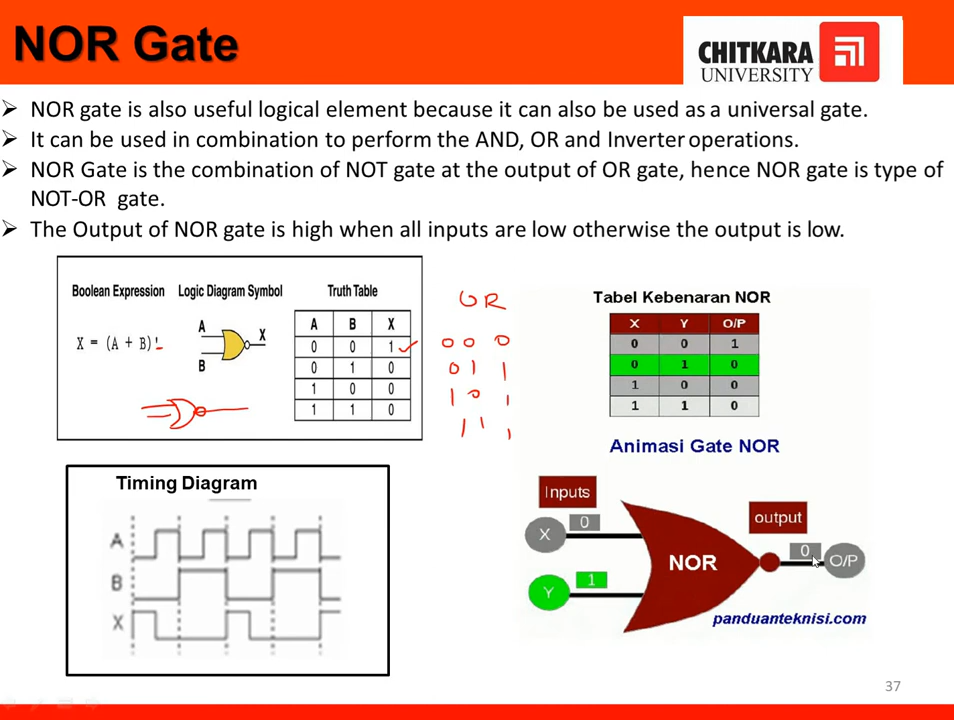 NOR Gate
CHITKARA
UNIVERSITY
NOR gate is also useful logical element because it can also be used as a universal gate.
It can be used in combination to perform the AND, OR and Inverter operations.
NOR Gate is the combination of NOT gate at the output of OR gate, hence NOR gate is type of
NOT-OR gate.
The Output of NOR gate is high when all inputs are low otherwise the output is low.
Boolean Expression Logic Diagram Symbol Truth Table
X = (A + B)'
A
B
X
A B X
0 0 1
0 1 0
1 0 0
1 1 0
OR
0 0 0
0 1 1
1 0 1
1 1 1
Tabel Kebenaran NOR
X Y O/P
0 0 1
0 1 0
1 0 0
1 1 0
Animasi Gate NOR
Timing Diagram
A
B
X
Inputs
output
X 0
NOR
0 O/P
Y 1
panduanteknisi.com
37